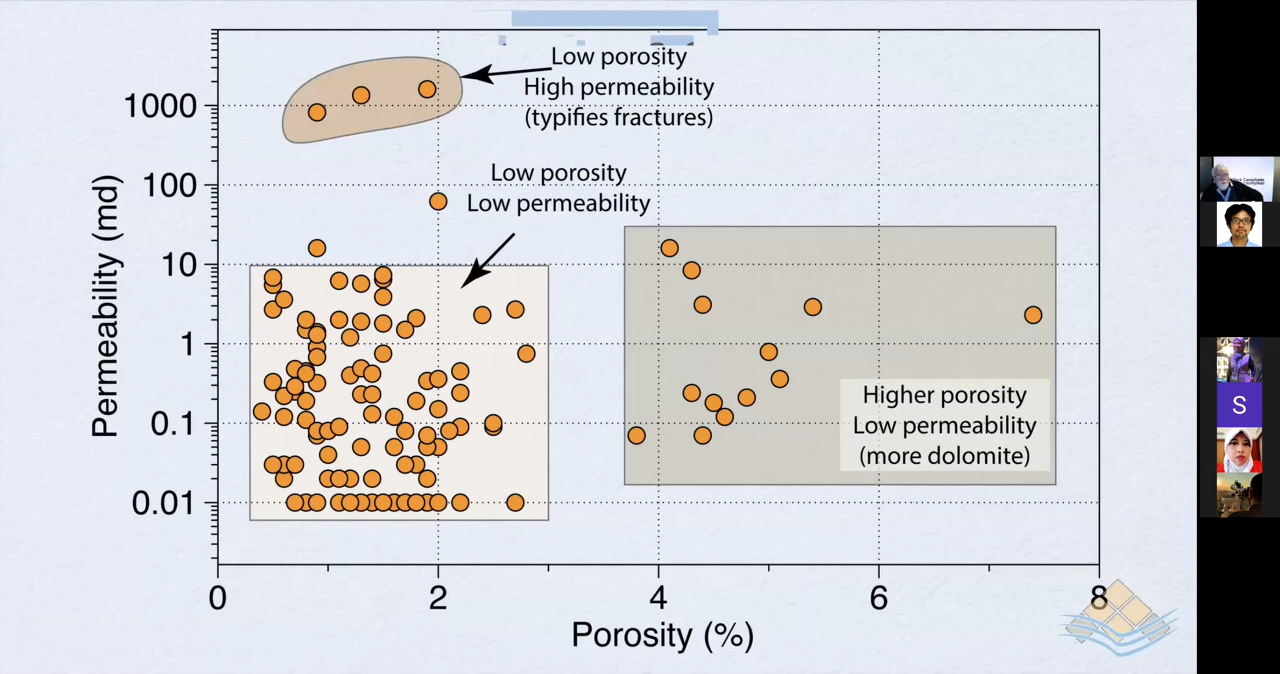 Low porosity
High permeability
(typifies fractures)
Low porosity
Low permeability
Higher porosity
Low permeability
(more dolomite)
Permeability (md)
1000
100
10
1
0.1
0.01
0
2
4
6
8
Porosity (%)
S